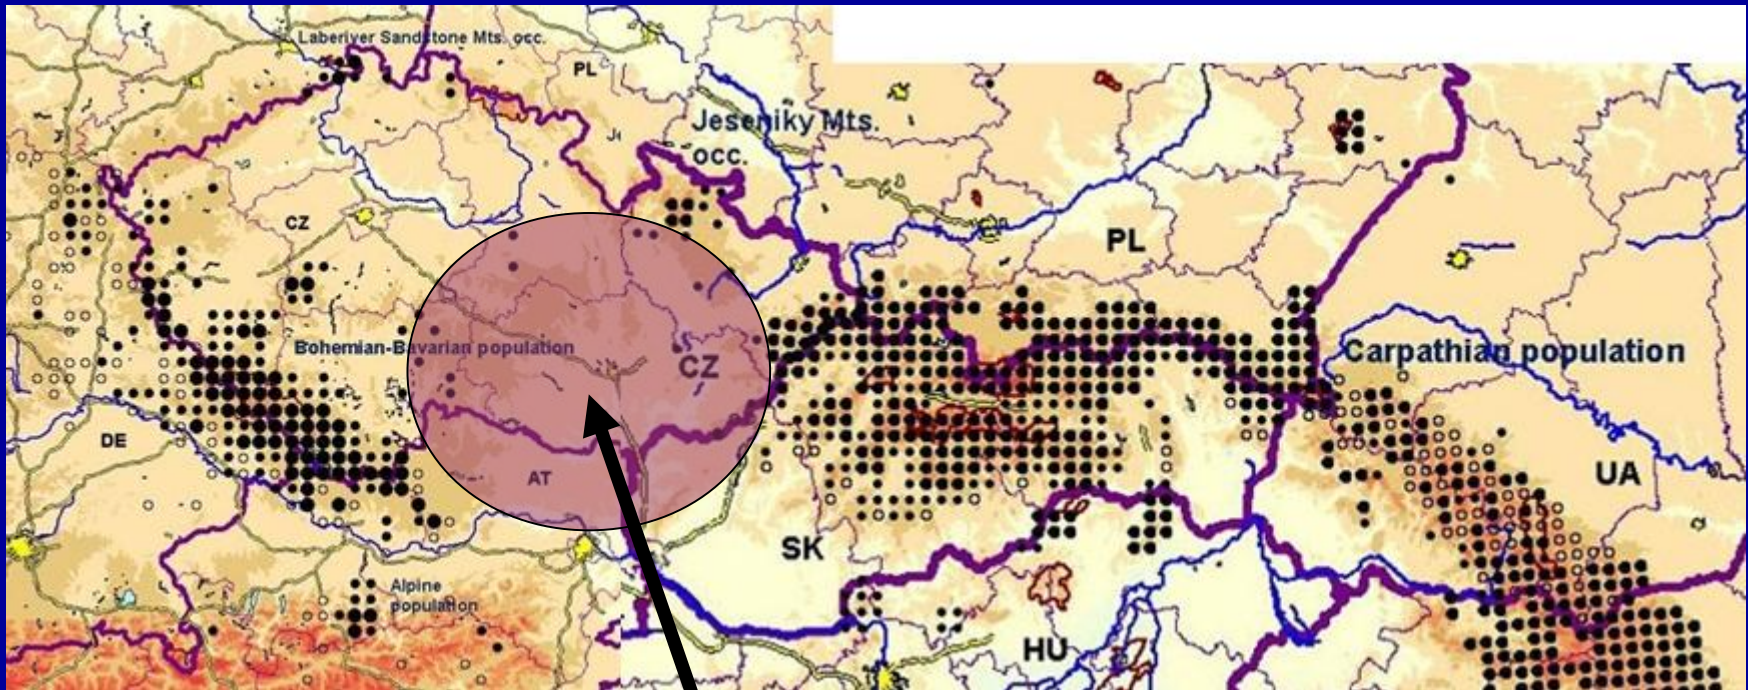 Laberiver Sandstone Mts. occ.
PL
Jeseniky Mts.
occ.
CZ
PL
Bohemian-Bavarian population
CZ
Carpathian population
DE
AT
UA
SK
Alpine
population
HU